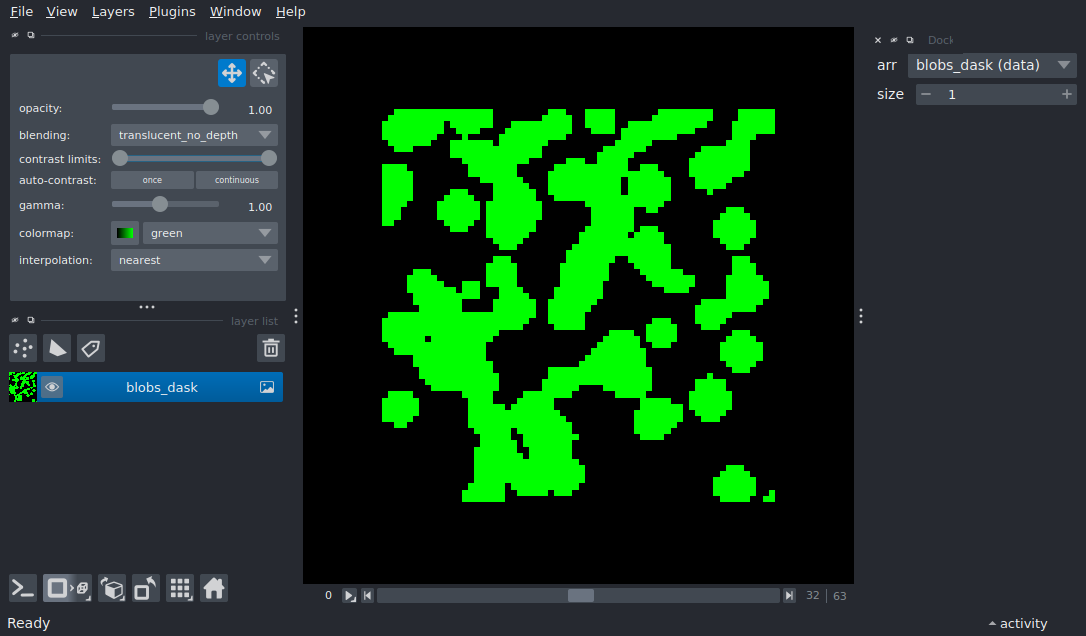 File View Layers Plugins Window Help
layer controls
opacity: 1.00
blending: translucent_no_depth
contrast limits:
auto-contrast: once continuous
gamma: 1.00
colormap: green
interpolation: nearest
layer list
blobs_dask
0 32 63
Ready
Dock
arr blobs_dask (data)
size 1
activity